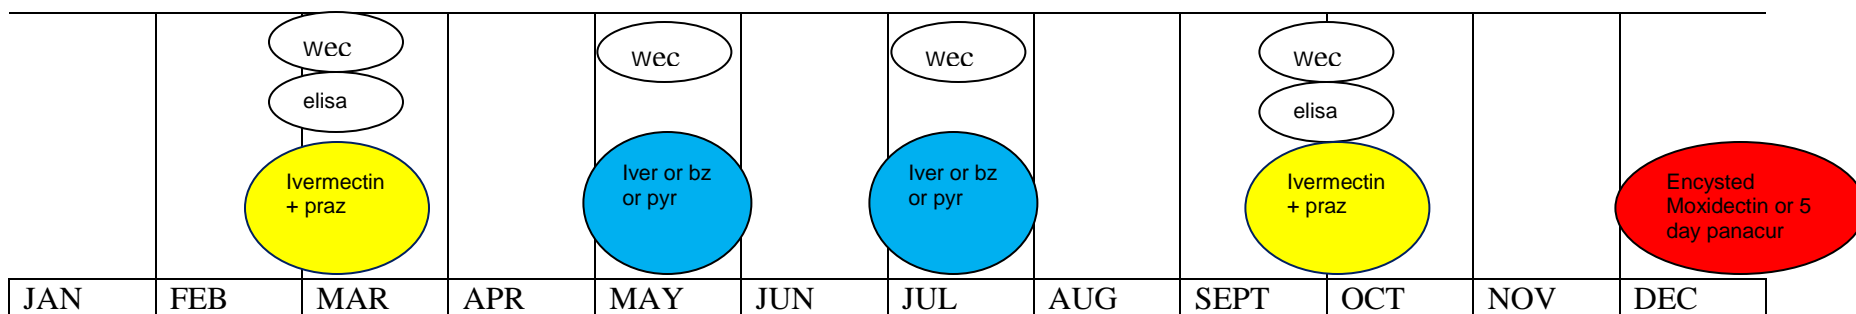 wec
wec
wec
wec
elisa
elisa
Ivermectin
+ praz
Iver or bz
or pyr
Iver or bz
or pyr
Ivermectin
+ praz
Encysted
Moxidectin or 5
day panacur
JAN
FEB
MAR
APR
MAY
JUN
JUL
AUG
SEPT
OCT
NOV
DEC